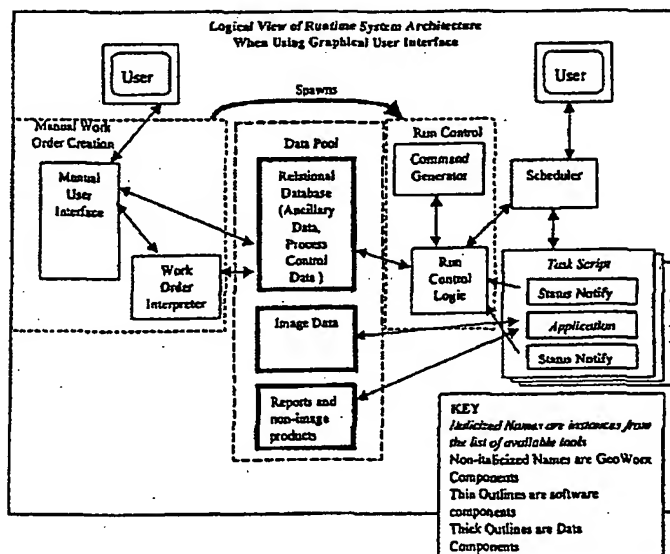 Logical View of Runtime System Architecture
When Using Graphical User Interface
User
User
Spawns
Manual Work
Order Creation
Manual
User
Interface
Work
Order
Interpreter
Data Pool
Relational
Database
(Ancillary
Data,
Process
Control
Data )
Image Data
Reports and
non-image
products
Run Control
Command
Generator
Run
Control
Logic
Scheduler
Task Script
Status Notify
Application
Status Notify
KEY
Italicized Names are instances from
the list of available tools
Non-italicized Names are GeoWorx
Components
Thin Outlines are software
components
Thick Outlines are Data
Components